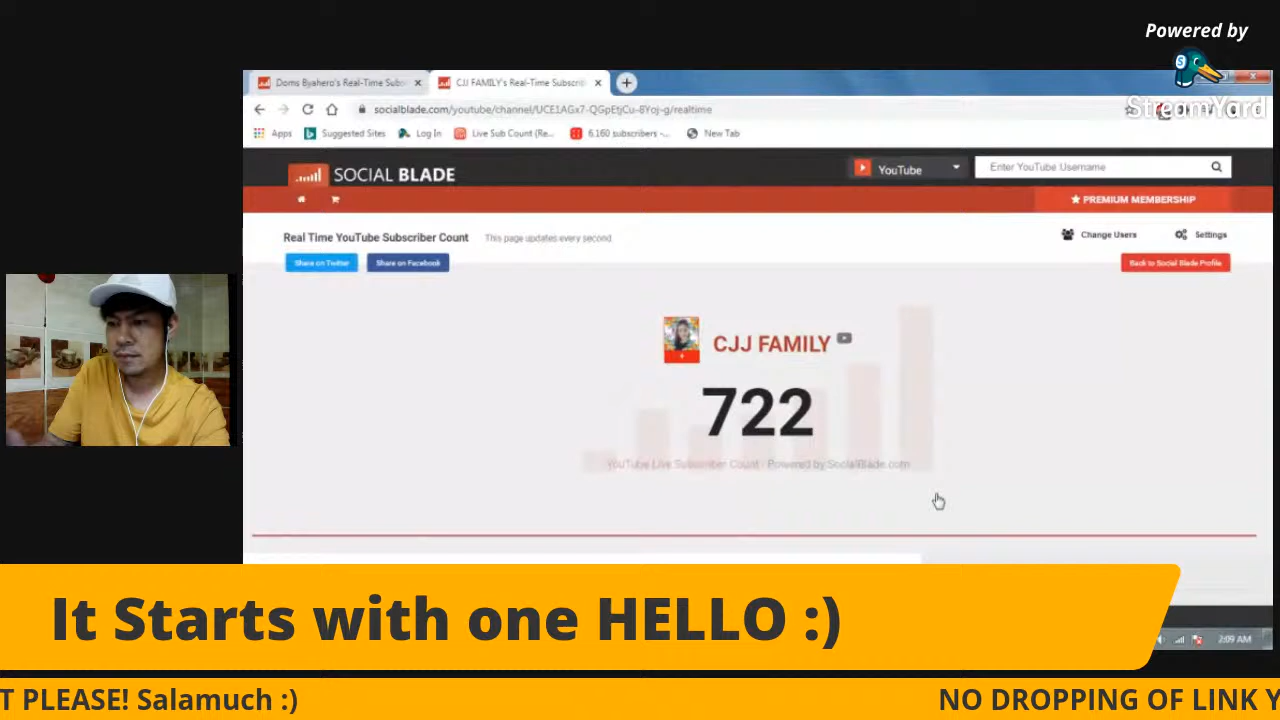 Powered by
StreamYard
Doms Byahero's Real-Time Subs
CJJ FAMILY's Real-Time Subscrib
socialblade.com/youtube/channel/UCE1AGx7-QGpEtjCu-8Yoj-g/realtime
Apps
Suggested Sites
Log In
Live Sub Count (Re...
6,160 subscribers -...
New Tab
SOCIAL BLADE
YouTube
Enter YouTube Username
PREMIUM MEMBERSHIP
Real Time YouTube Subscriber Count
This page updates every second
Change Users
Settings
Share on Twitter
Share on Facebook
Back to Social Blade Profile
CJJ FAMILY
722
YouTube Live Subscriber Count - Powered by SocialBlade.com
It Starts with one HELLO :)
2:09 AM
T PLEASE! Salamuch :)
NO DROPPING OF LINK Y